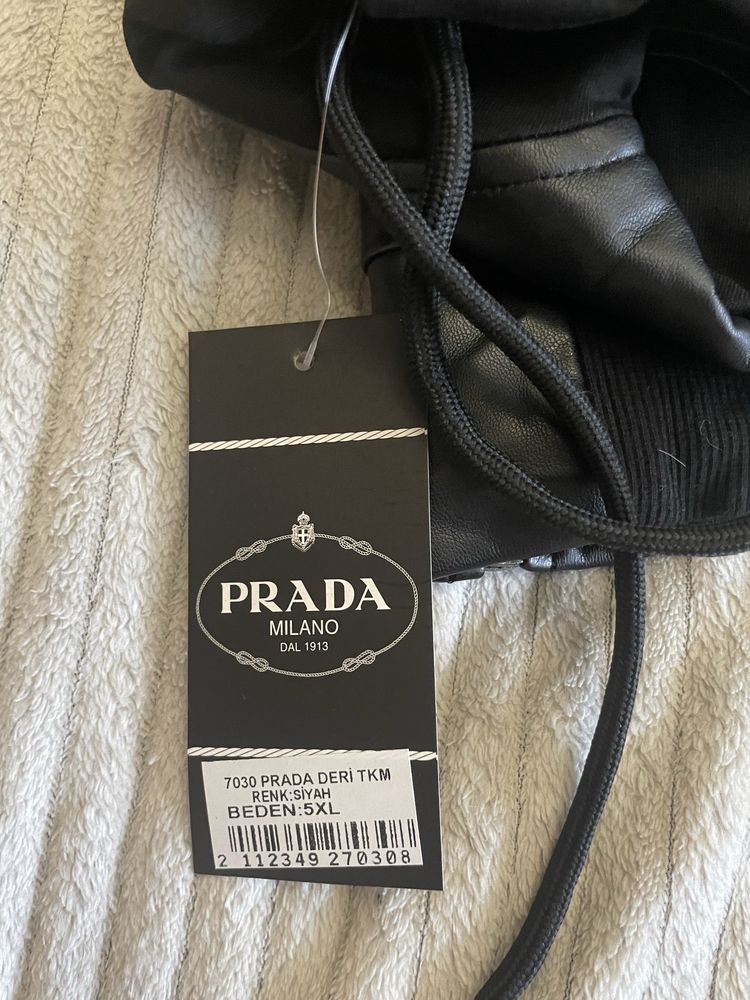 PRADA
MILANO
DAL 1913
7030 PRADA DERİ TKM
RENK:SİYAH
BEDEN:5XL
2 112349 270308